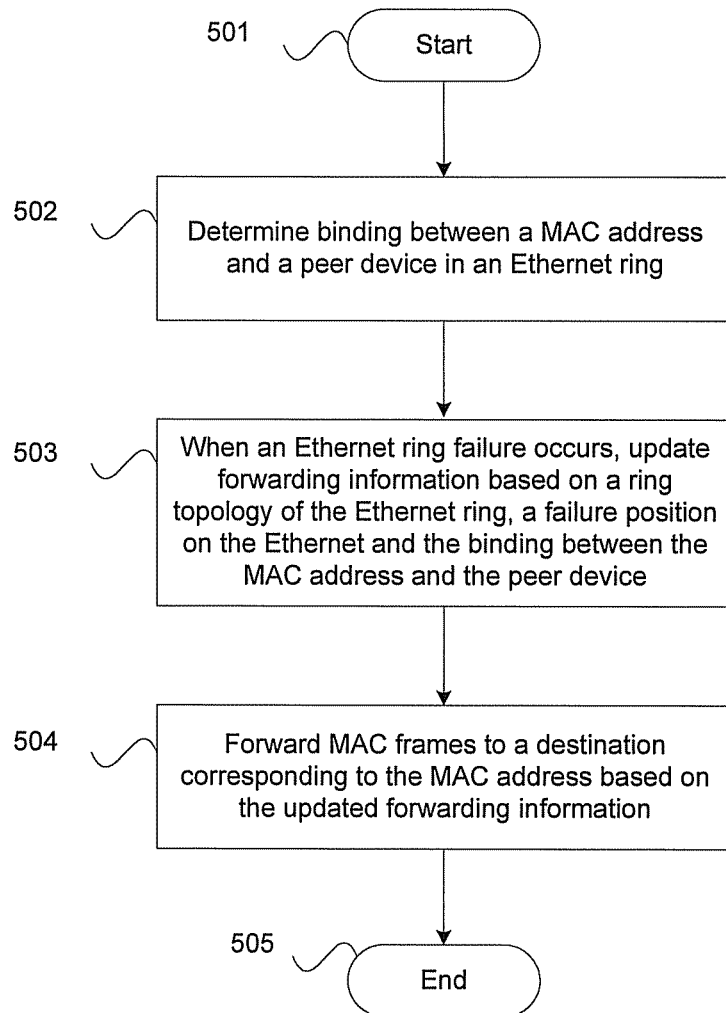 501
Start
502
Determine binding between a MAC address
and a peer device in an Ethernet ring
503
When an Ethernet ring failure occurs, update
forwarding information based on a ring
topology of the Ethernet ring, a failure position
on the Ethernet and the binding between the
MAC address and the peer device
504
Forward MAC frames to a destination
corresponding to the MAC address based on
the updated forwarding information
505
End